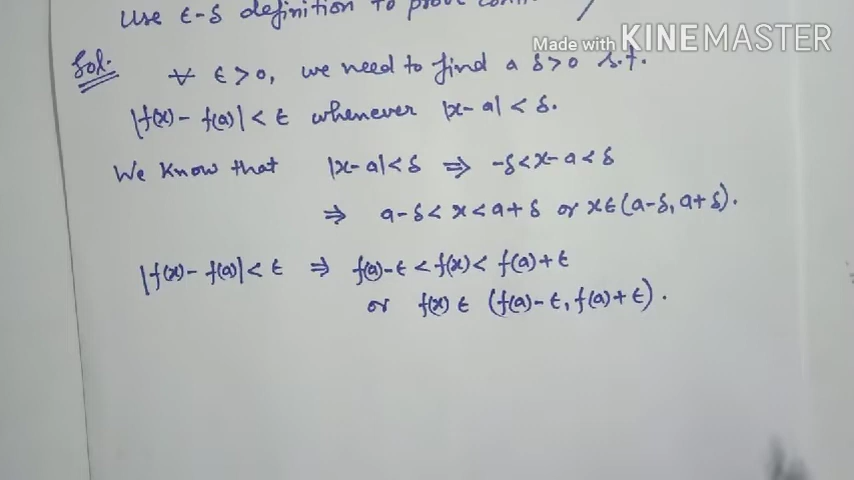 Use ε-δ definition to prove
Made with KINEMASTER
Sol.
∀ ε > 0, we need to find a δ > 0 s.t.
|f(x) - f(a)| < ε whenever |x - a| < δ.
We know that |x - a| < δ ⇒ -δ < x - a < δ
⇒ a - δ < x < a + δ or x ∈ (a - δ, a + δ).
|f(x) - f(a)| < ε ⇒ f(a) - ε < f(x) < f(a) + ε
or f(x) ∈ (f(a) - ε, f(a) + ε).